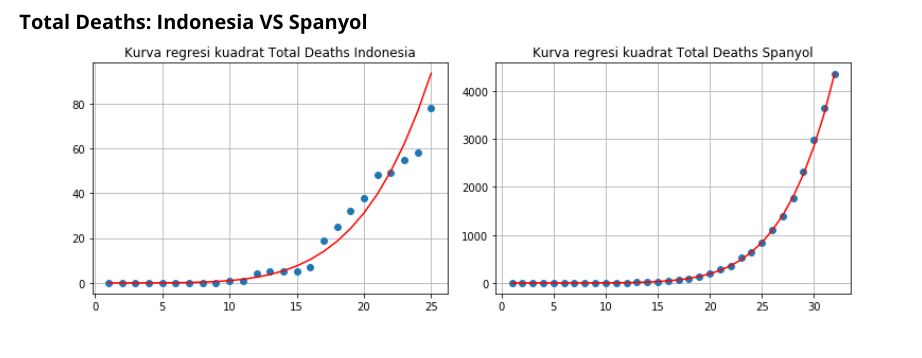 Total Deaths: Indonesia VS Spanyol
Kurva regresi kuadrat Total Deaths Indonesia
80
60
40
20
0
0 5 10 15 20 25
Kurva regresi kuadrat Total Deaths Spanyol
4000
3000
2000
1000
0
0 5 10 15 20 25 30